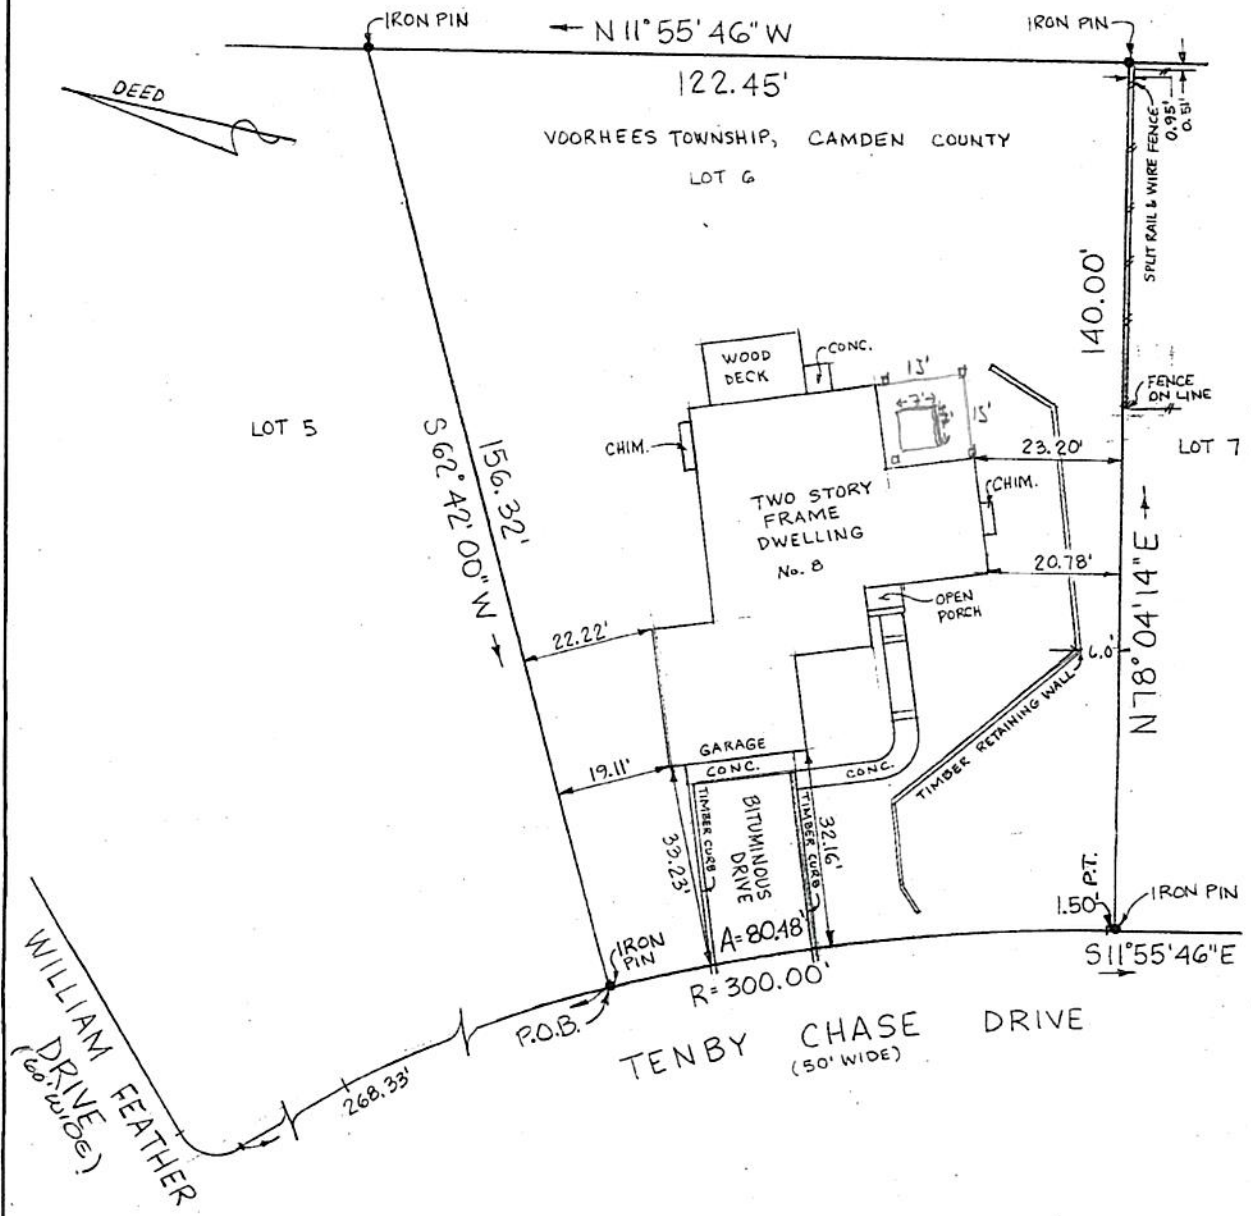 IRON PIN
N 11° 55' 46" W
IRON PIN
122.45'
DEED
VOORHEES TOWNSHIP, CAMDEN COUNTY
LOT 6
SPLIT RAIL & WIRE FENCE
0.95'
0.51'
140.00'
WOOD
DECK
CONC.
15'
7'
7'
15'
FENCE
ON LINE
LOT 5
CHIM.
156.32'
S 62° 42' 00" W
23.20'
LOT 7
CHIM.
TWO STORY
FRAME
DWELLING
No. 8
20.78'
OPEN
PORCH
N 78° 04' 14" E
22.22'
6.0'
TIMBER RETAINING WALL
GARAGE
CONC.
CONC.
19.11'
TIMBER CURB
BITUMINOUS
DRIVE
TIMBER CURB
33.23'
32.16'
1.50'
P.T.
IRON PIN
A=80.48'
S 11° 55' 46" E
IRON
PIN
R=300.00'
P.O.B.
TENBY CHASE DRIVE
(50' WIDE)
268.33'
WILLIAM FEATHER
DRIVE
(60' WIDE)